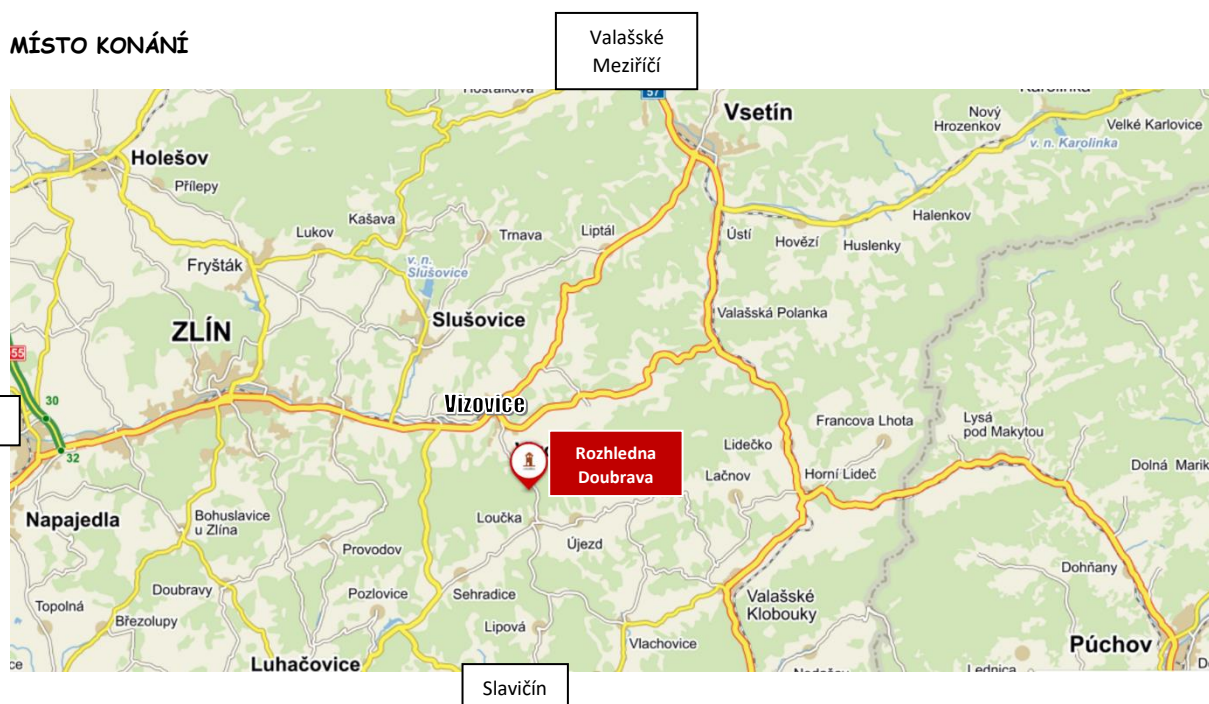 MÍSTO KONÁNÍ
Valašské
Meziříčí
57
Vsetín
Nový
Hrozenkov
Velké Karlovice
v. n. Karolinka
Holešov
Přílepy
Kašava
Lukov
Trnava
Liptál
Halenkov
Ústí
Hovězí
Huslenky
Fryšták
v. n.
Slušovice
Slušovice
Valašská Polanka
ZLÍN
55
30
32
Vizovice
Rozhledna
Doubrava
Francova Lhota
Lysá
pod Makytou
Lidečko
Lačnov
Horní Lideč
Dolná Marik
Napajedla
Bohuslavice
u Zlína
Loučka
Újezd
Provodov
Dohňany
Doubravy
Pozlovice
Sehradice
Valašské
Klobouky
Topolná
Březolupy
Lipová
Vlachovice
Púchov
Luhačovice
Lednica
Slavičín